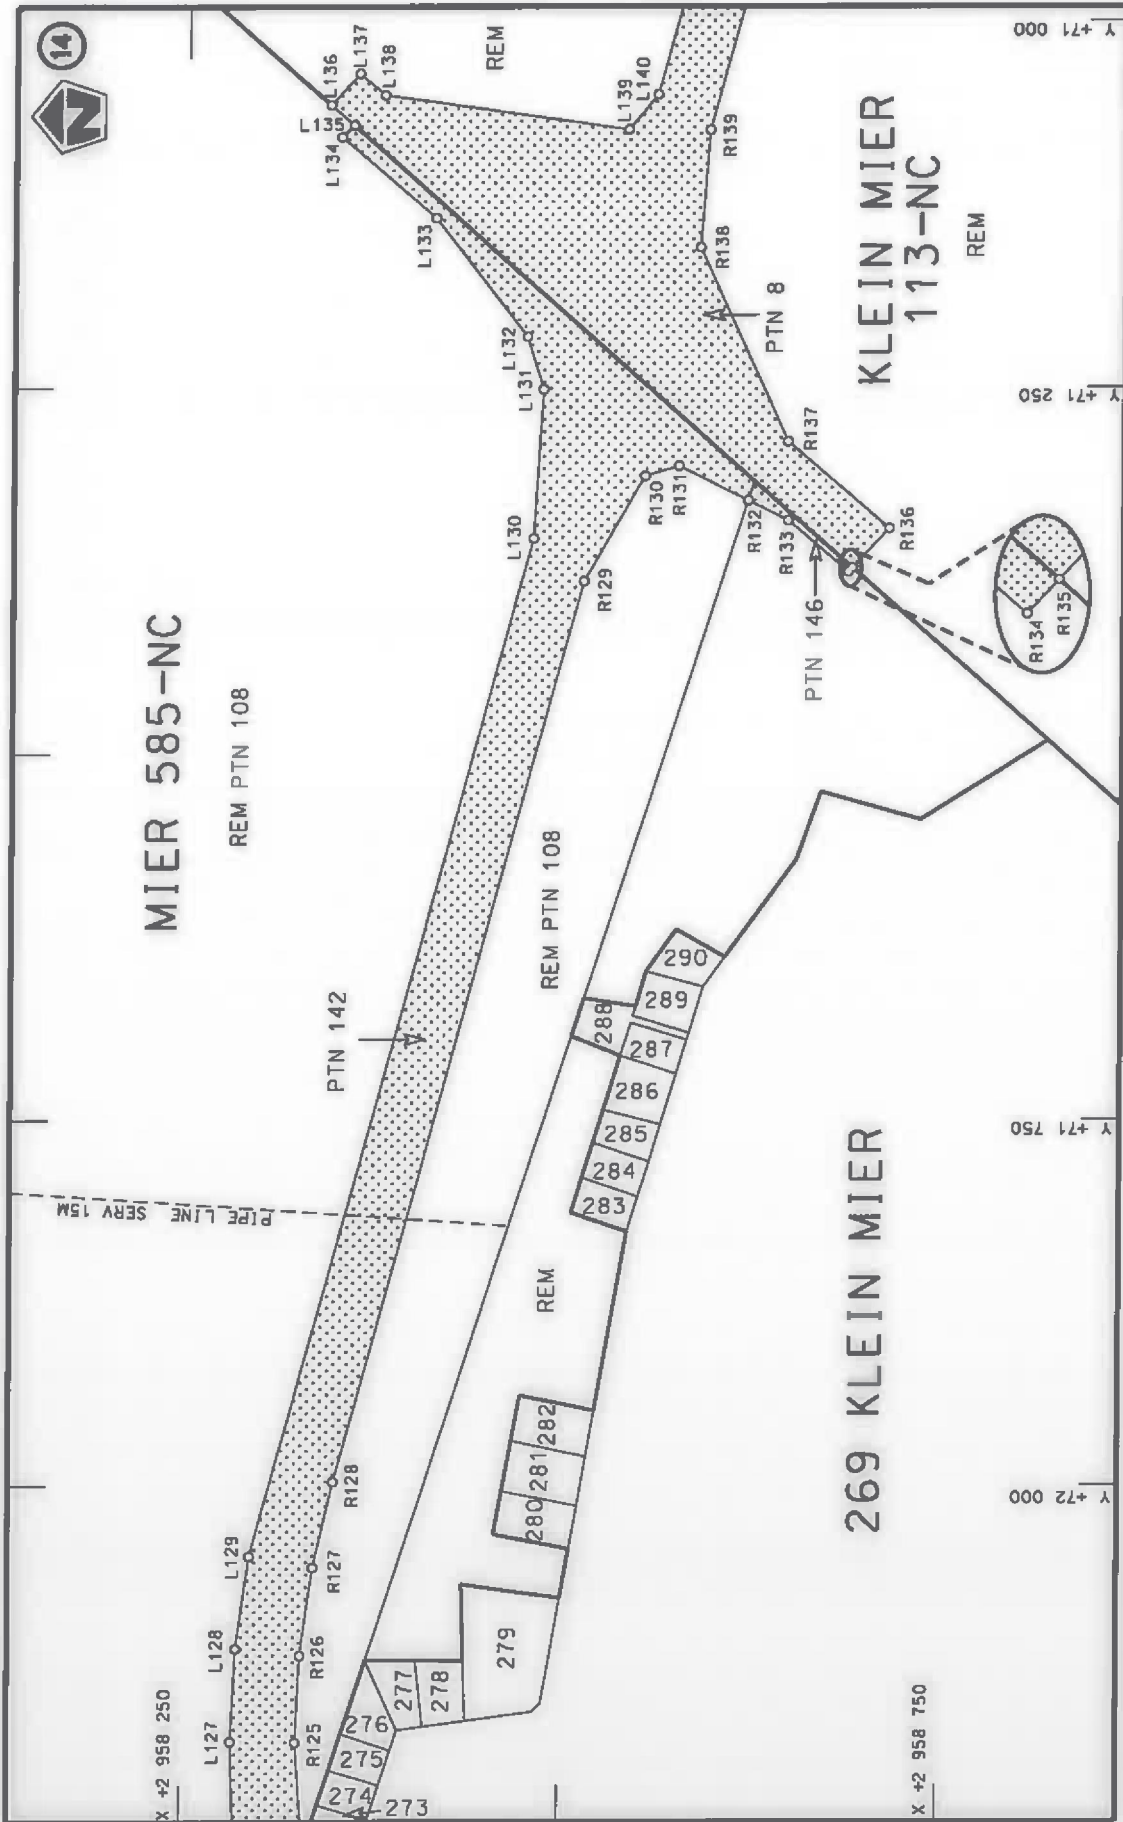 14
N
L136
L137
L138
L135
L134
L133
REM
L139
L140
R139
R138
PTN 8
KLEIN MIER
113-NC
REM
Y +71 000
L132
L131
L130
R129
R130
R131
R132
R133
R137
R136
PTN 146
R134
R135
Y +71 250
MIER 585-NC
REM PTN 108
PTN 142
REM PTN 108
290
289
288
287
286
285
284
283
Y +71 750
PIPE LINE SERV 15M
REM
269 KLEIN MIER
282
281
280
279
278
277
276
275
274
273
Y +72 000
L129
L128
L127
R128
R127
R126
R125
X +2 958 250
X +2 958 750